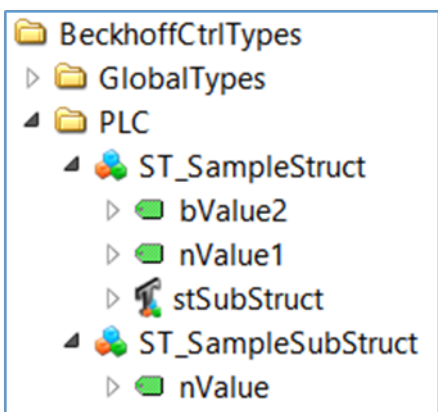 BeckhoffCtrlTypes
GlobalTypes
PLC
ST_SampleStruct
bValue2
nValue1
stSubStruct
ST_SampleSubStruct
nValue